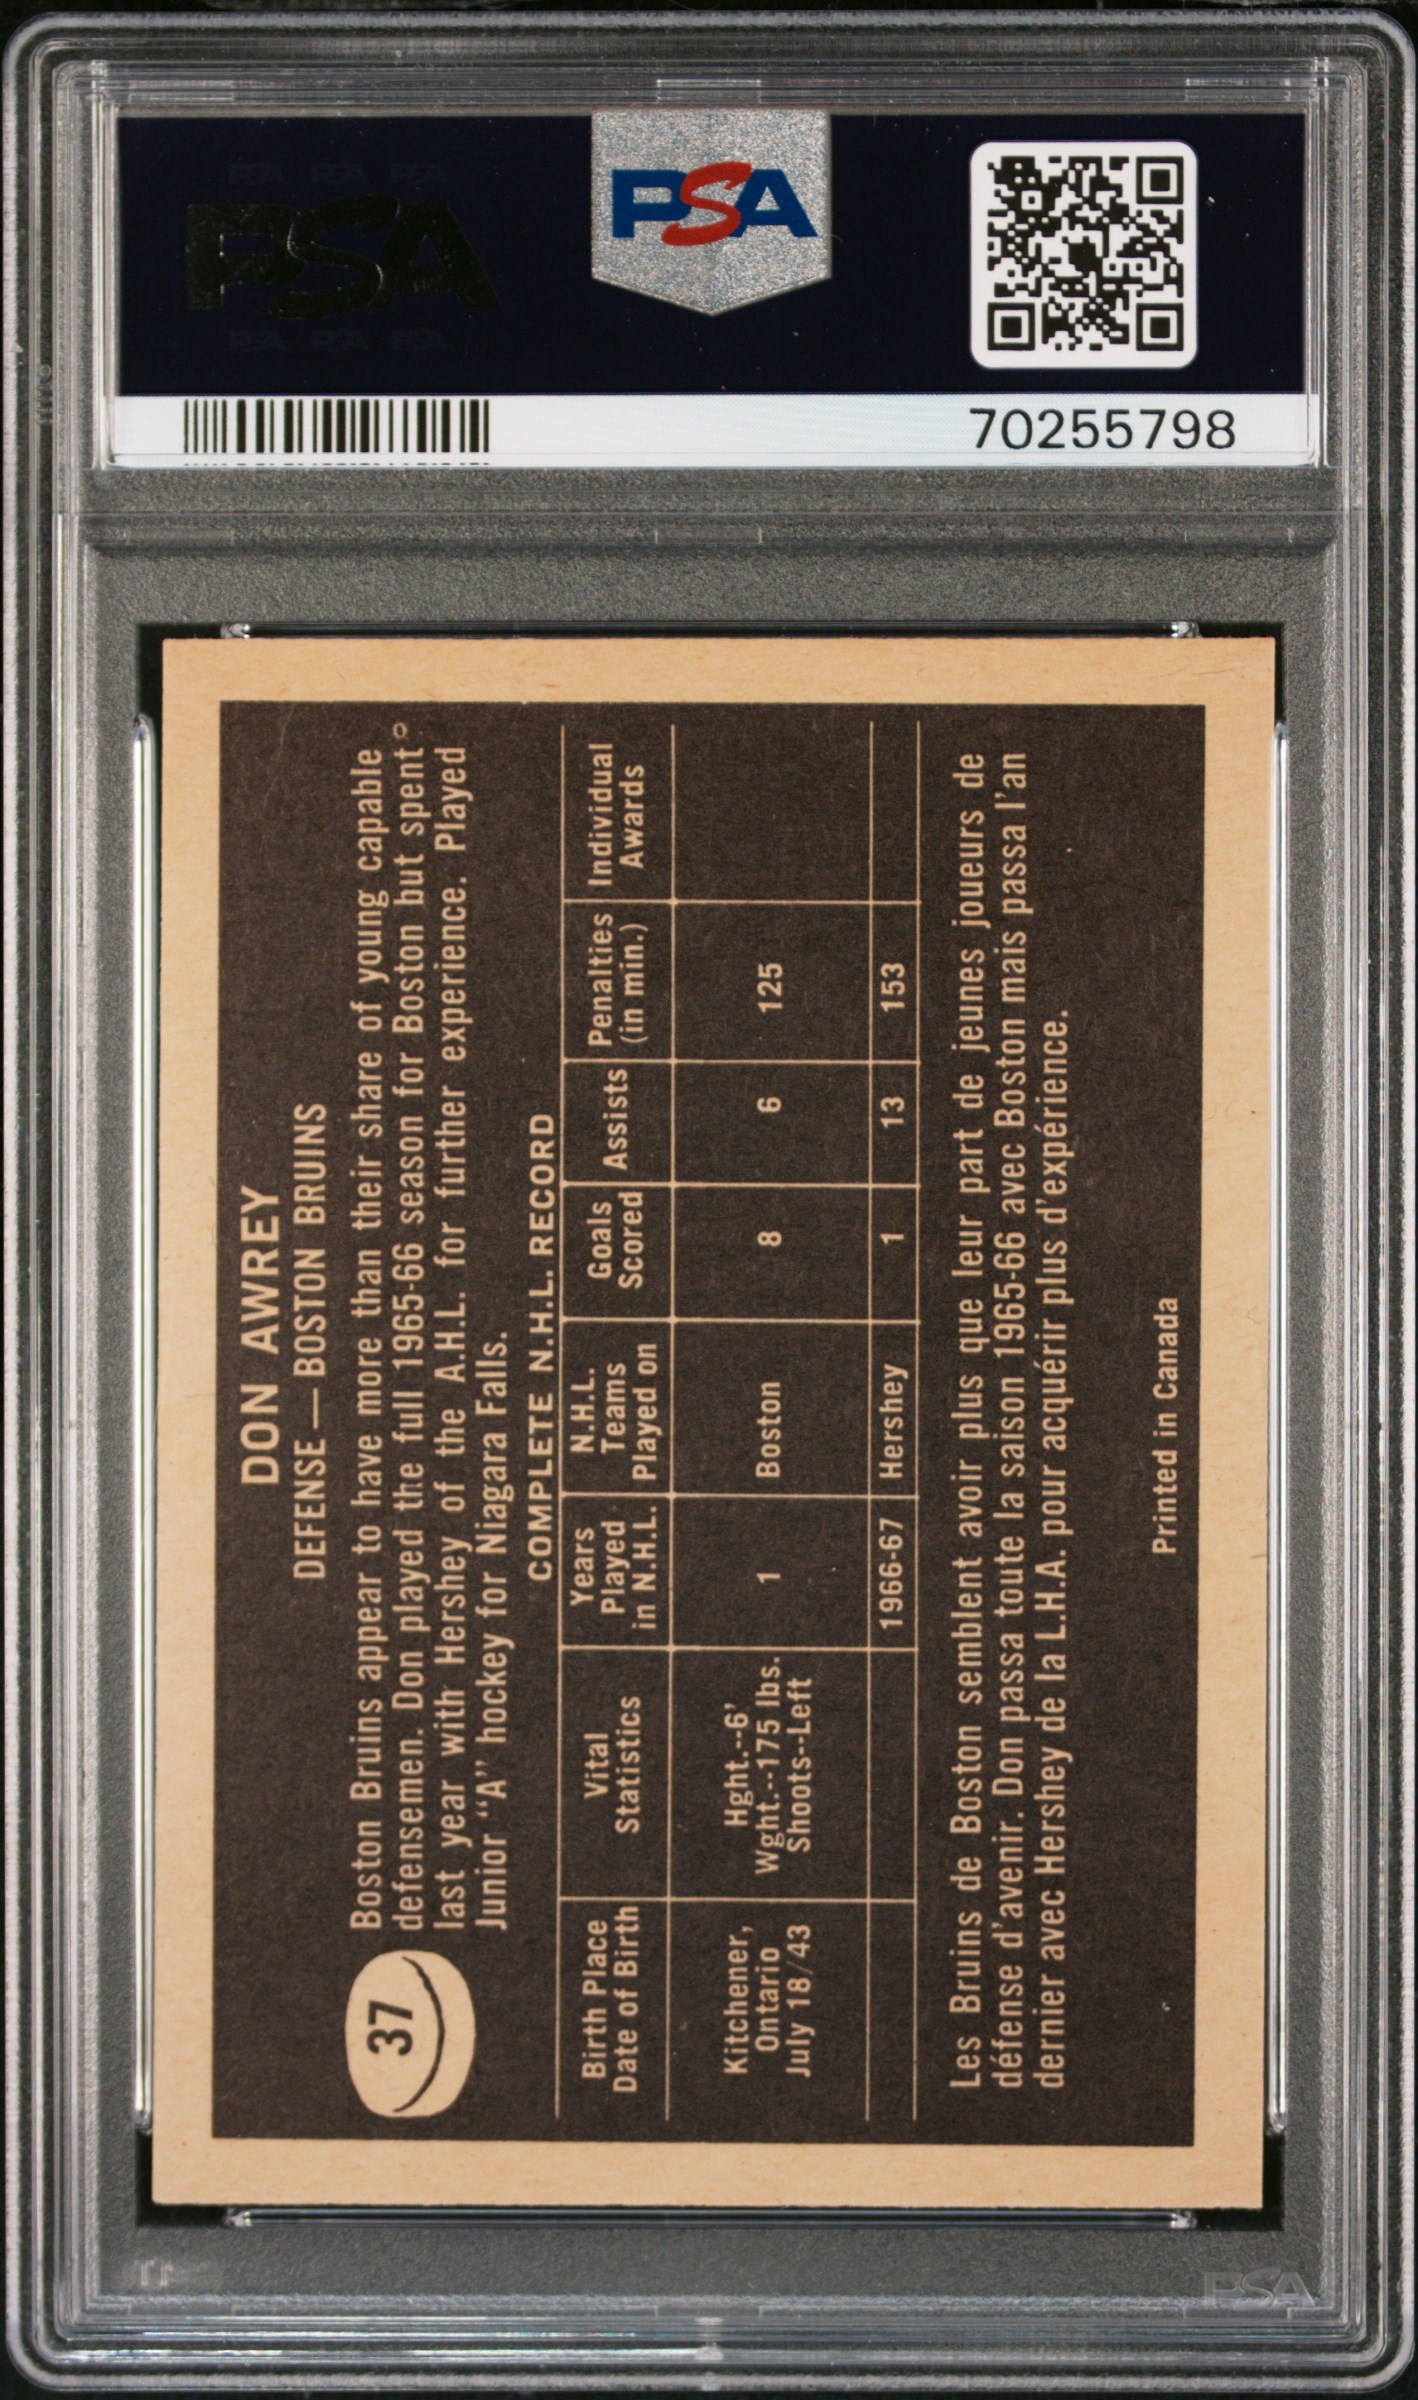 PSA PSA PSA
PSA
PSA PSA PSA
PSA
70255798
DON AWREY
DEFENSE—BOSTON BRUINS
37
Boston Bruins appear to have more than their share of young capable
defensemen. Don played the full 1965-66 season for Boston but spent
last year with Hershey of the A.H.L. for further experience. Played
Junior "A" hockey for Niagara Falls.
COMPLETE N.H.L. RECORD
Birth Place
Date of Birth
Vital
Statistics
Years
Played
in N.H.L.
N.H.L.
Teams
Played on
Goals
Scored
Assists
Penalties
(in min.)
Individual
Awards
Kitchener,
Ontario
July 18/43
Hght.--6'
Wght.--175 lbs.
Shoots--Left
1
Boston
8
6
125
1966-67
Hershey
1
13
153
Les Bruins de Boston semblent avoir plus que leur part de jeunes joueurs de
défense d'avenir. Don passa toute la saison 1965-66 avec Boston mais passa l'an
dernier avec Hershey de la L.H.A. pour acquérir plus d'expérience.
Printed in Canada
PSA